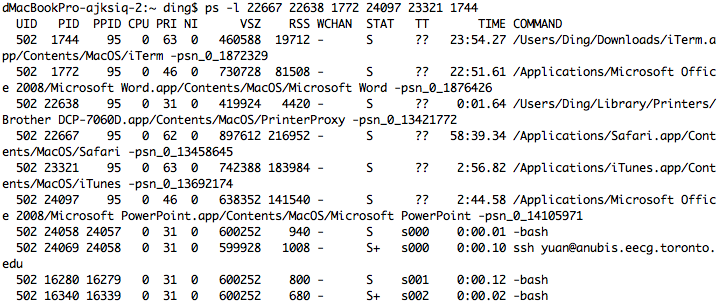 dMacBookPro-ajksiq-2:~ ding$ ps -l 22667 22638 1772 24097 23321 1744
UID PID PPID CPU PRI NI VSZ RSS WCHAN STAT TT TIME COMMAND
502 1744 95 0 63 0 460588 19712 - S ?? 23:54.27 /Users/Ding/Downloads/iTerm.a
pp/Contents/MacOS/iTerm -psn_0_1872329
502 1772 95 0 46 0 730728 81508 - S ?? 22:51.61 /Applications/Microsoft Offic
e 2008/Microsoft Word.app/Contents/MacOS/Microsoft Word -psn_0_1876426
502 22638 95 0 31 0 419924 4420 - S ?? 0:01.64 /Users/Ding/Library/Printers/
Brother DCP-7060D.app/Contents/MacOS/PrinterProxy -psn_0_13421772
502 22667 95 0 62 0 897612 216952 - S ?? 58:39.34 /Applications/Safari.app/Cont
ents/MacOS/Safari -psn_0_13458645
502 23321 95 0 63 0 742388 183984 - S ?? 2:56.82 /Applications/iTunes.app/Cont
ents/MacOS/iTunes -psn_0_13692174
502 24097 95 0 46 0 638352 141540 - S ?? 2:44.58 /Applications/Microsoft Offic
e 2008/Microsoft PowerPoint.app/Contents/MacOS/Microsoft PowerPoint -psn_0_14105971
502 24058 24057 0 31 0 600252 940 - S s000 0:00.01 -bash
502 24069 24058 0 31 0 599928 1008 - S+ s000 0:00.10 ssh yuan@anubis.eecg.toronto.
edu
502 16280 16279 0 31 0 600252 800 - S s001 0:00.12 -bash
502 16340 16339 0 31 0 600252 680 - S+ s002 0:00.02 -bash